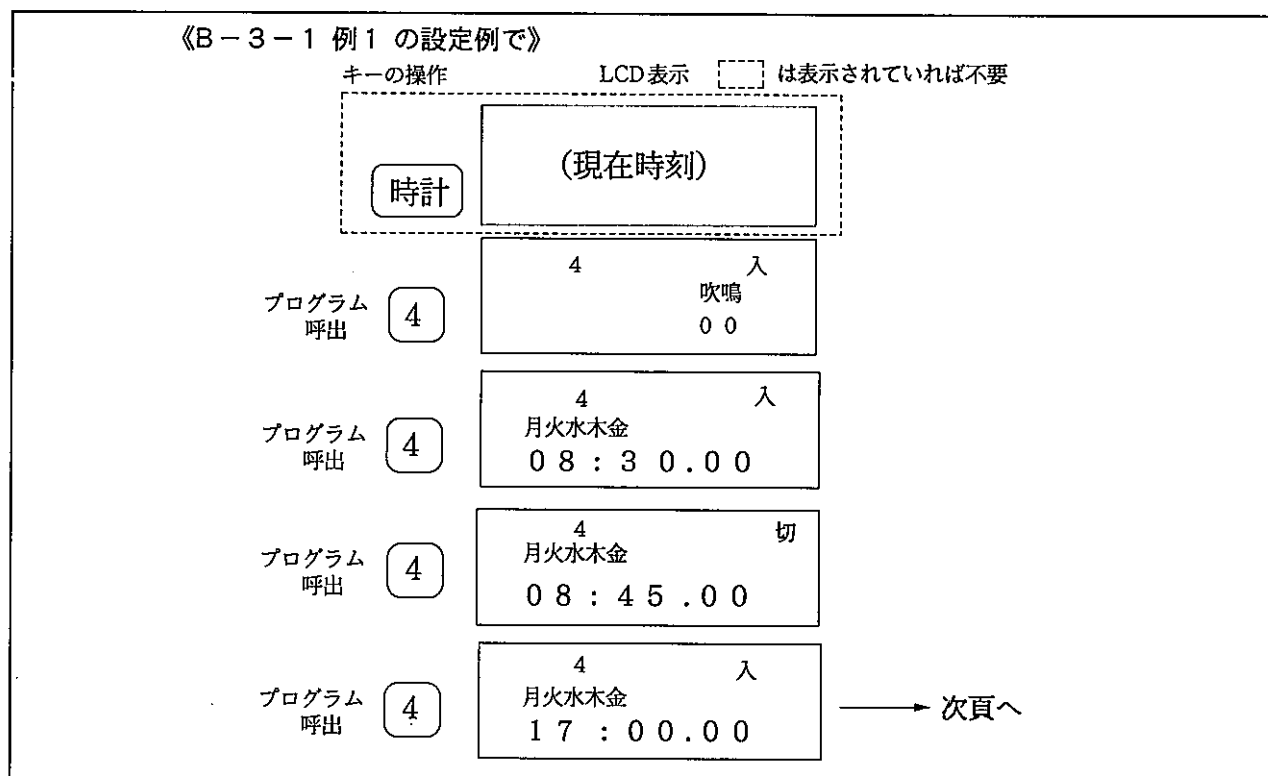 《B－3－1 例1 の設定例で》
キーの操作 LCD表示 は表示されていれば不要
時計 (現在時刻)
4 入
吹鳴
プログラム 呼出 4 00
4 入
月火水木金
プログラム 呼出 4 08:30.00
4 切
月火水木金
プログラム 呼出 4 08:45.00
4 入
月火水木金
プログラム 呼出 4 17:00.00 → 次頁へ